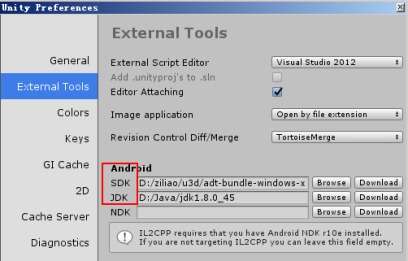 Unity Preferences
External Tools
General
External Tools
Colors
Keys
GI Cache
2D
Cache Server
Diagnostics
External Script Editor Visual Studio 2012
Add .unityproj's to .sln
Editor Attaching
Image application Open by file extension
Revision Control Diff/Merge TortoiseMerge
Android
SDK D:/ziliao/u3d/adt-bundle-windows-x Browse Download
JDK D:/Java/jdk1.8.0_45 Browse Download
NDK Browse Download
IL2CPP requires that you have Android NDK r10e installed.
If you are not targeting IL2CPP you can leave this field empty.